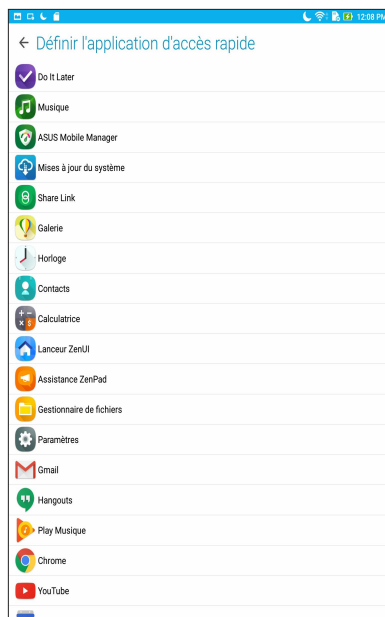 12:08 PM
Définir l'application d'accès rapide
Do It Later
Musique
ASUS Mobile Manager
Mises à jour du système
Share Link
Galerie
Horloge
Contacts
Calculatrice
Lanceur ZenUI
Assistance ZenPad
Gestionnaire de fichiers
Paramètres
Gmail
Hangouts
Play Musique
Chrome
YouTube